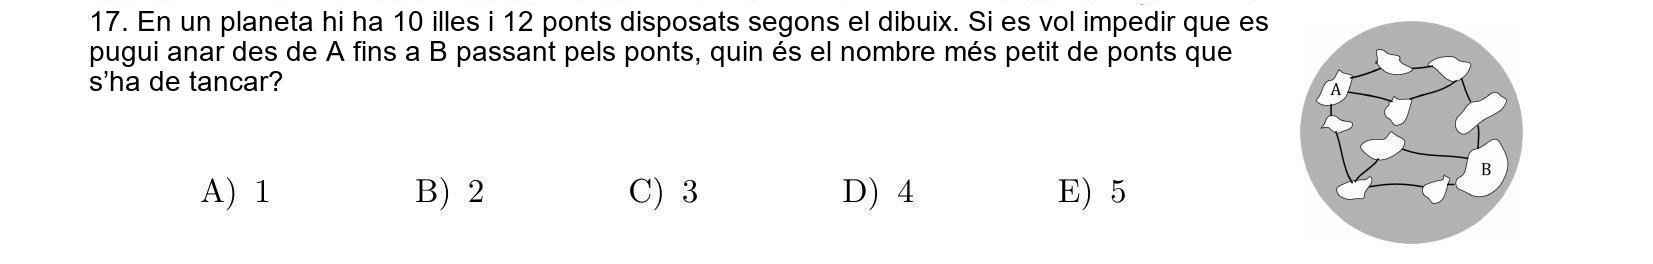 17. En un planeta hi ha 10 illes i 12 ponts disposats segons el dibuix. Si es vol impedir que es
pugui anar des de A fins a B passant pels ponts, quin és el nombre més petit de ponts que
s'ha de tancar?
A
B
A) 1 B) 2 C) 3 D) 4 E) 5